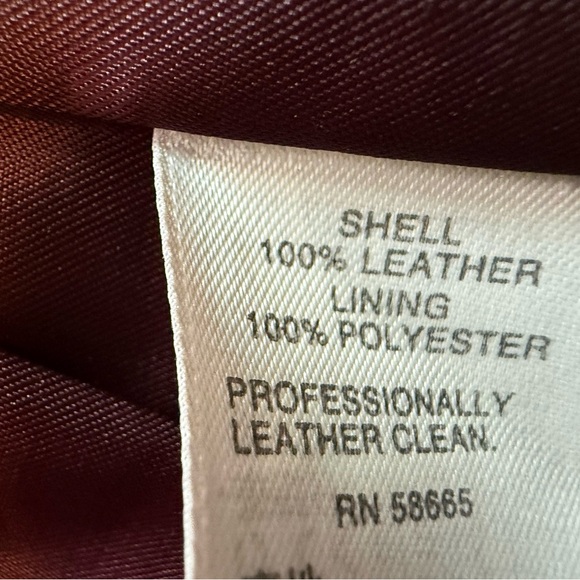 SHELL
100% LEATHER
LINING
100% POLYESTER
PROFESSIONALLY
LEATHER CLEAN.
RN 58665